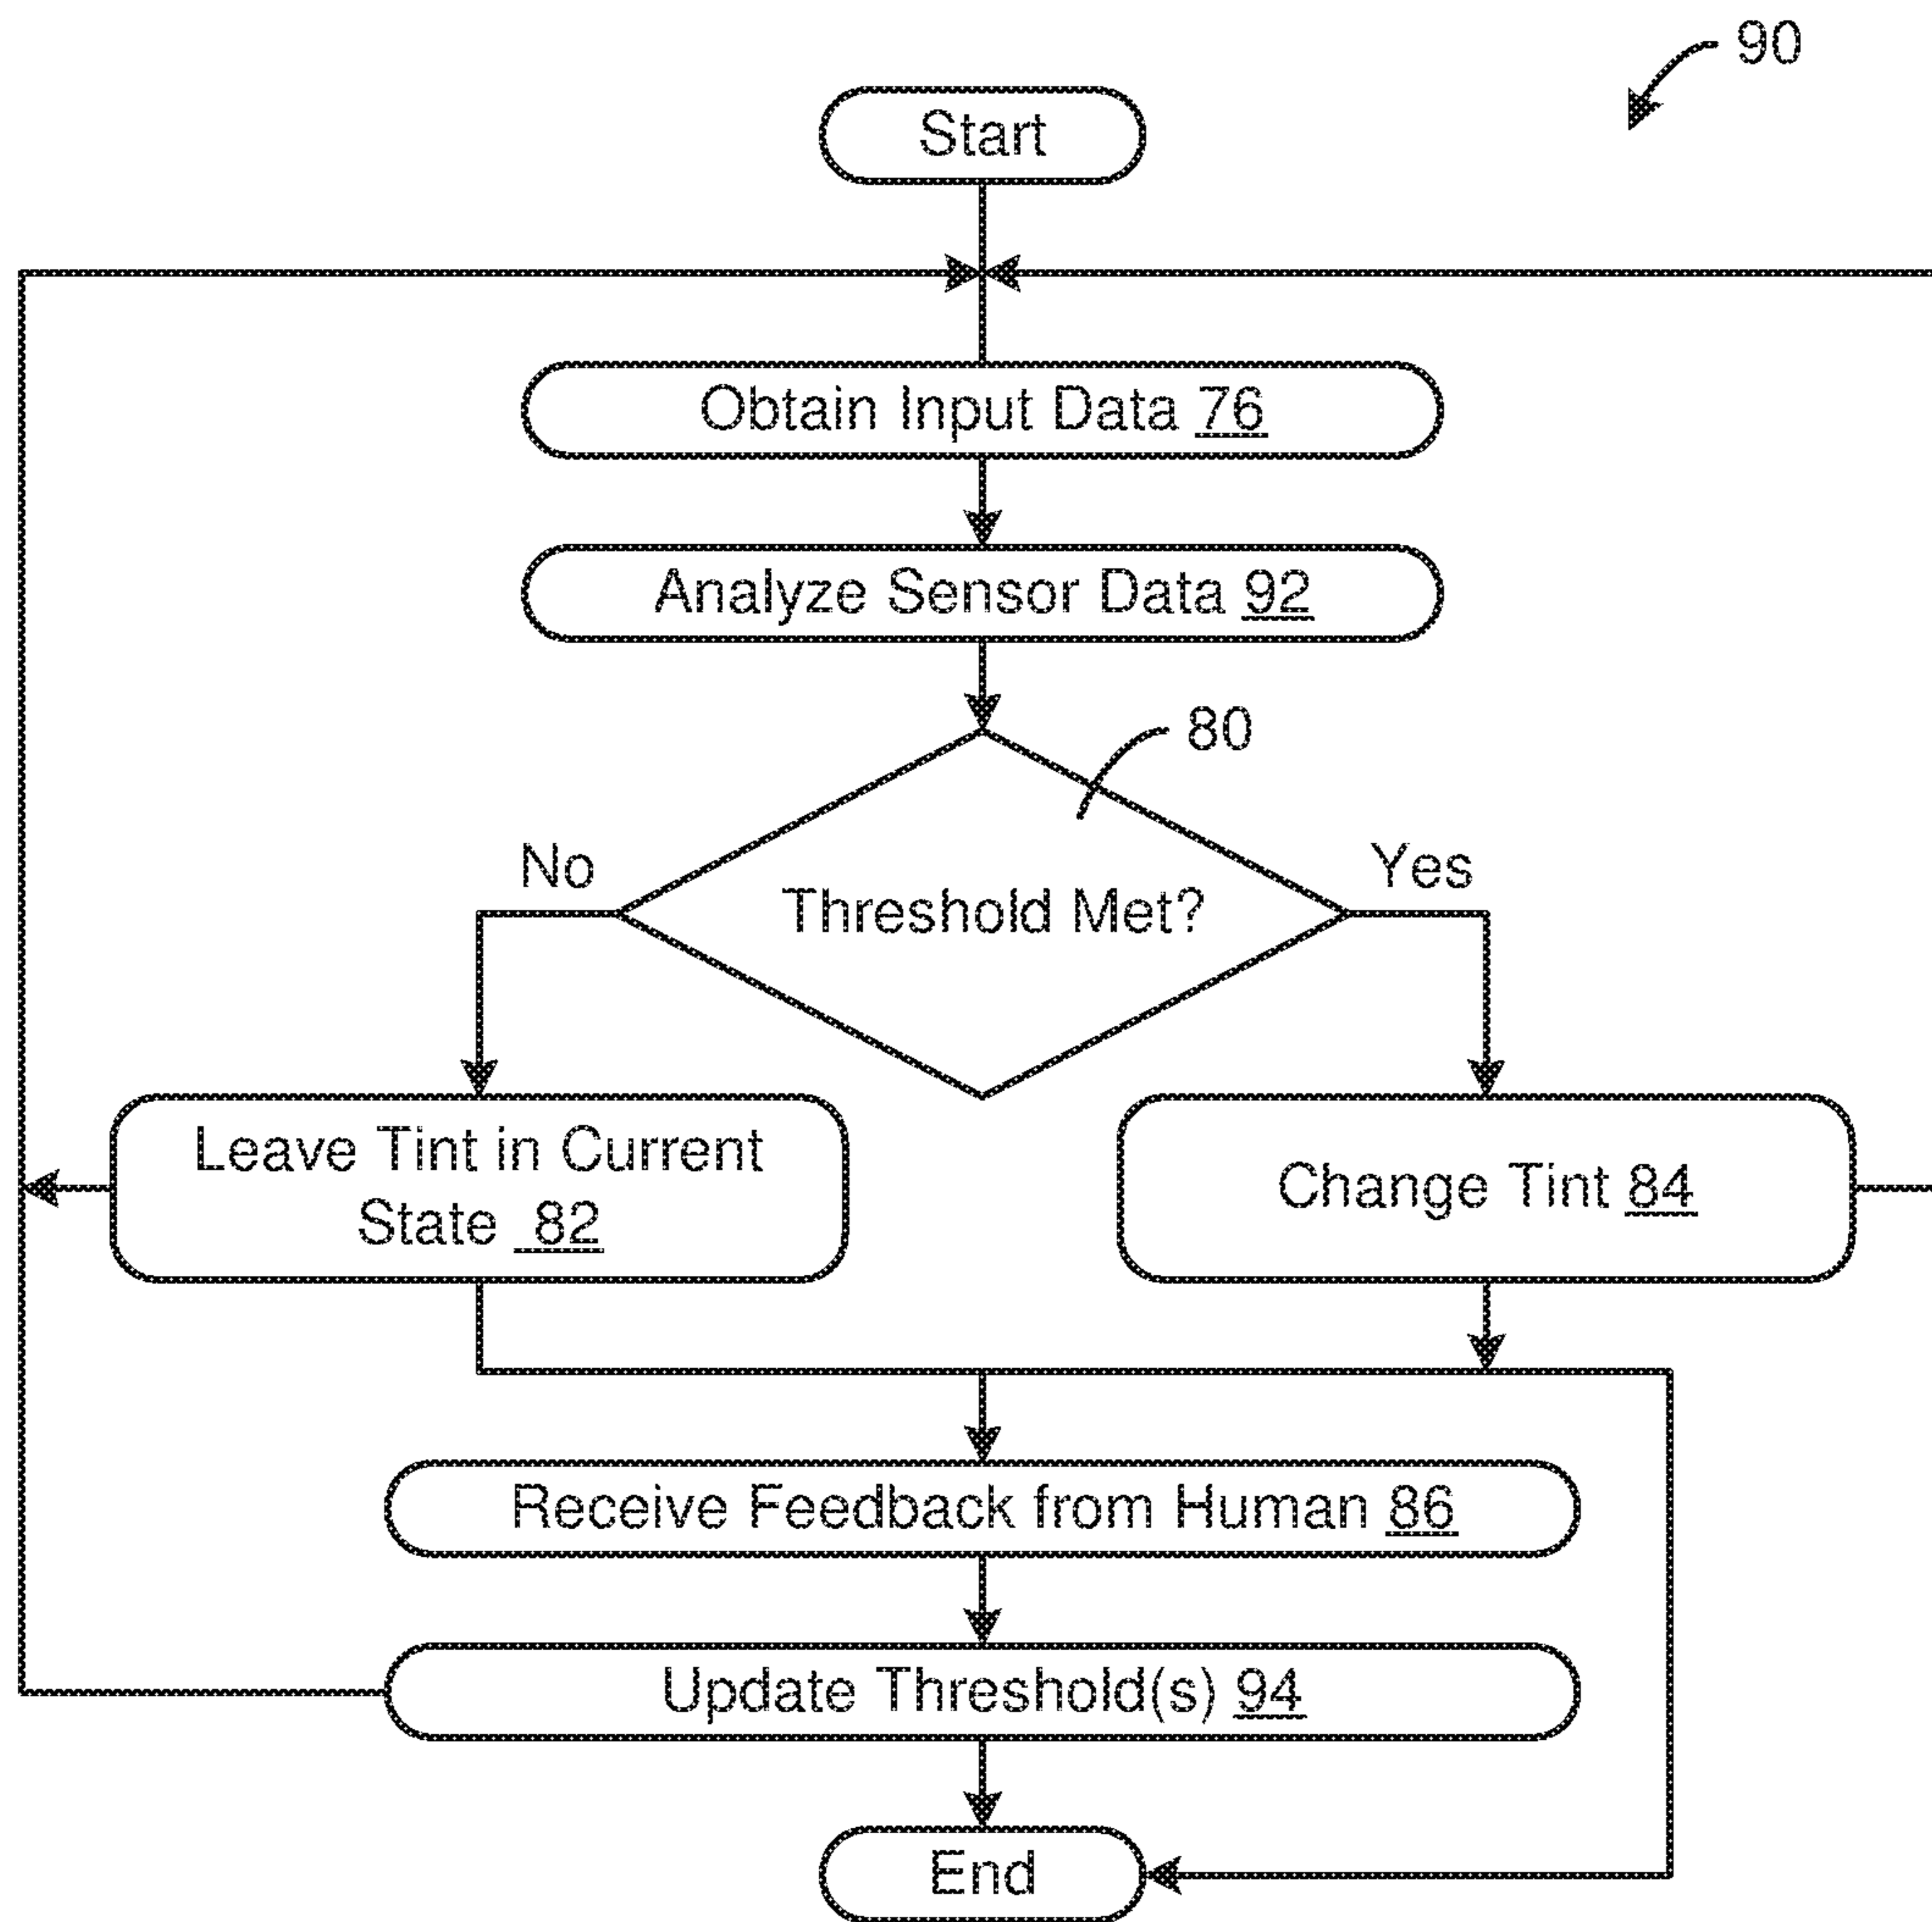 90
Start
Obtain Input Data 76
Analyze Sensor Data 92
80
No
Yes
Threshold Met?
Leave Tint in Current
State 82
Change Tint 84
Receive Feedback from Human 86
Update Threshold(s) 94
End